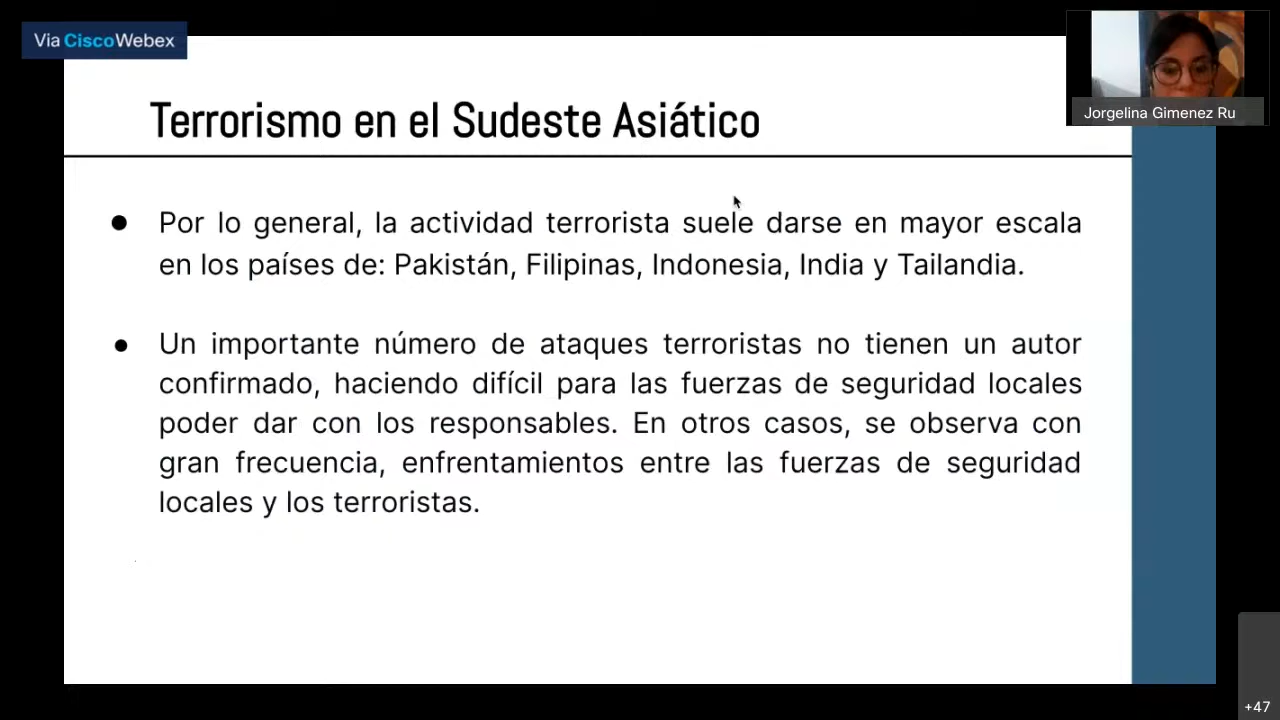 Via Cisco Webex
Jorgelina Gimenez Ru
Terrorismo en el Sudeste Asiático
● Por lo general, la actividad terrorista suele darse en mayor escala
en los países de: Pakistán, Filipinas, Indonesia, India y Tailandia.
● Un importante número de ataques terroristas no tienen un autor
confirmado, haciendo difícil para las fuerzas de seguridad locales
poder dar con los responsables. En otros casos, se observa con
gran frecuencia, enfrentamientos entre las fuerzas de seguridad
locales y los terroristas.
+47